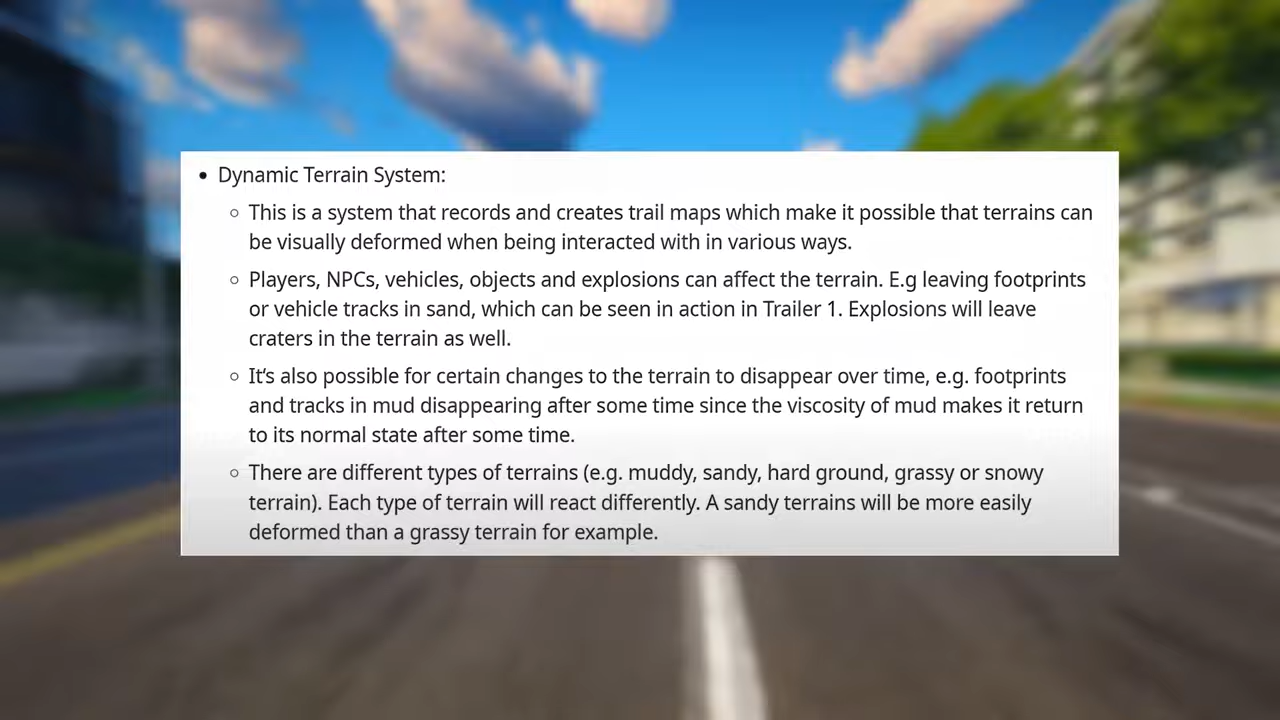 • Dynamic Terrain System:
○ This is a system that records and creates trail maps which make it possible that terrains can
be visually deformed when being interacted with in various ways.
○ Players, NPCs, vehicles, objects and explosions can affect the terrain. E.g leaving footprints
or vehicle tracks in sand, which can be seen in action in Trailer 1. Explosions will leave
craters in the terrain as well.
○ It's also possible for certain changes to the terrain to disappear over time, e.g. footprints
and tracks in mud disappearing after some time since the viscosity of mud makes it return
to its normal state after some time.
○ There are different types of terrains (e.g. muddy, sandy, hard ground, grassy or snowy
terrain). Each type of terrain will react differently. A sandy terrains will be more easily
deformed than a grassy terrain for example.